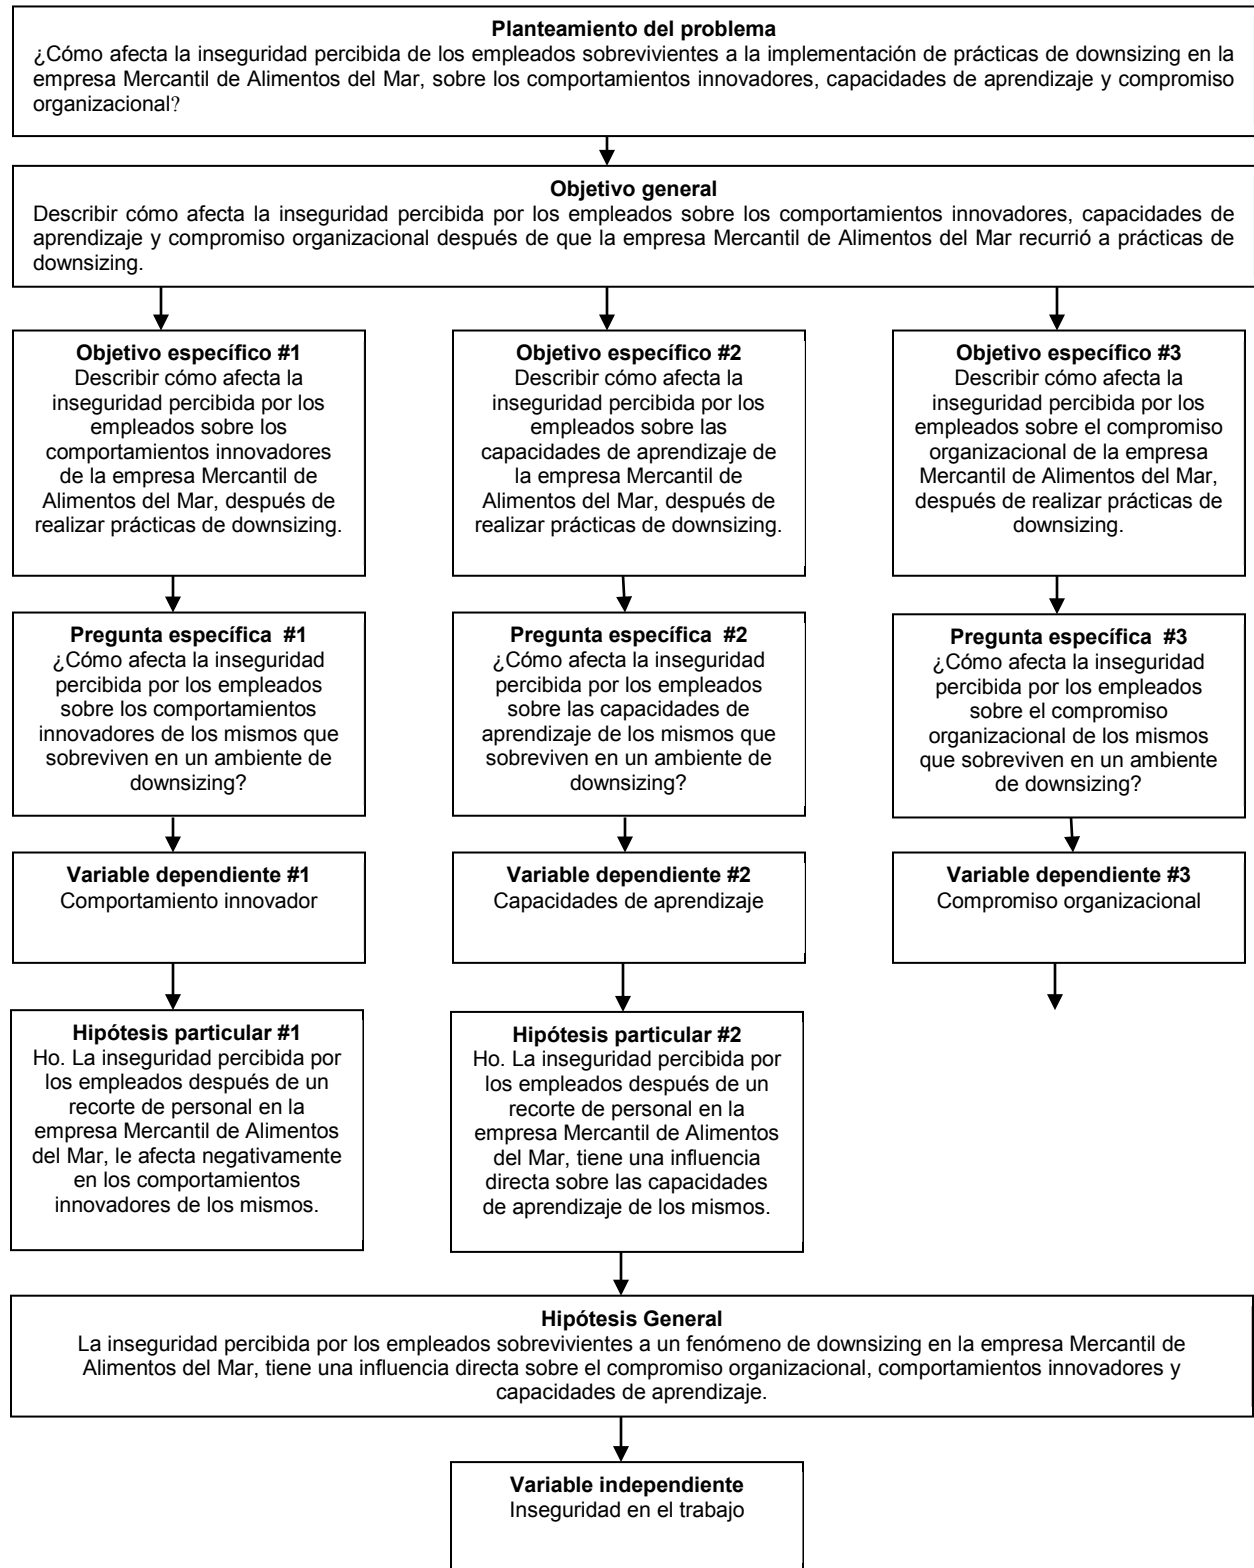 Planteamiento del problema
¿Cómo afecta la inseguridad percibida de los empleados sobrevivientes a la implementación de prácticas de downsizing en la
empresa Mercantil de Alimentos del Mar, sobre los comportamientos innovadores, capacidades de aprendizaje y compromiso
organizacional?
Objetivo general
Describir cómo afecta la inseguridad percibida por los empleados sobre los comportamientos innovadores, capacidades de
aprendizaje y compromiso organizacional después de que la empresa Mercantil de Alimentos del Mar recurrió a prácticas de
downsizing.
Objetivo específico #1
Describir cómo afecta la
inseguridad percibida por los
empleados sobre los
comportamientos innovadores
de la empresa Mercantil de
Alimentos del Mar, después de
realizar prácticas de downsizing.
Objetivo específico #2
Describir cómo afecta la
inseguridad percibida por los
empleados sobre las
capacidades de aprendizaje de
la empresa Mercantil de
Alimentos del Mar, después de
realizar prácticas de downsizing.
Objetivo específico #3
Describir cómo afecta la
inseguridad percibida por los
empleados sobre el compromiso
organizacional de la empresa
Mercantil de Alimentos del Mar,
después de realizar prácticas de
downsizing.
Pregunta específica #1
¿Cómo afecta la inseguridad
percibida por los empleados
sobre los comportamientos
innovadores de los mismos que
sobreviven en un ambiente de
downsizing?
Pregunta específica #2
¿Cómo afecta la inseguridad
percibida por los empleados
sobre las capacidades de
aprendizaje de los mismos que
sobreviven en un ambiente de
downsizing?
Pregunta específica #3
¿Cómo afecta la inseguridad
percibida por los empleados
sobre el compromiso
organizacional de los mismos
que sobreviven en un ambiente
de downsizing?
Variable dependiente #1
Comportamiento innovador
Variable dependiente #2
Capacidades de aprendizaje
Variable dependiente #3
Compromiso organizacional
Hipótesis particular #1
Ho. La inseguridad percibida por
los empleados después de un
recorte de personal en la
empresa Mercantil de Alimentos
del Mar, le afecta negativamente
en los comportamientos
innovadores de los mismos.
Hipótesis particular #2
Ho. La inseguridad percibida por
los empleados después de un
recorte de personal en la
empresa Mercantil de Alimentos
del Mar, tiene una influencia
directa sobre las capacidades
de aprendizaje de los mismos.
Hipótesis General
La inseguridad percibida por los empleados sobrevivientes a un fenómeno de downsizing en la empresa Mercantil de
Alimentos del Mar, tiene una influencia directa sobre el compromiso organizacional, comportamientos innovadores y
capacidades de aprendizaje.
Variable independiente
Inseguridad en el trabajo